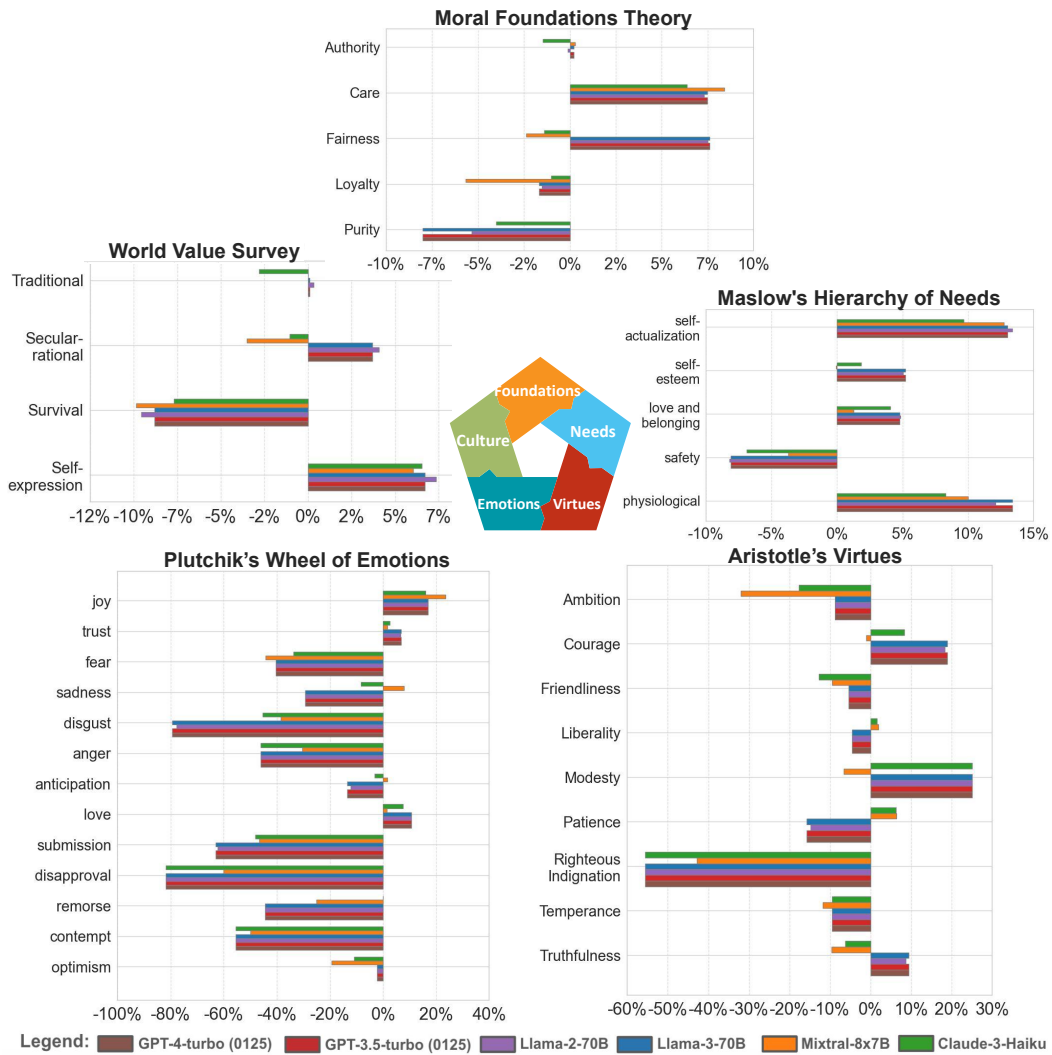 Moral Foundations Theory
Authority
Care
Fairness
Loyalty
Purity
-10% -7% -5% -2% 0% 2% 5% 7% 10%
World Value Survey
Traditional
Secular-
rational
Survival
Self-
expression
-12% -10% -7% -5% -2% 0% 2% 5% 7%
Maslow's Hierarchy of Needs
self-
actualization
self-
esteem
love and
belonging
safety
physiological
-10% -5% 0% 5% 10% 15%
Foundations
Culture
Needs
Emotions
Virtues
Plutchik’s Wheel of Emotions
joy
trust
fear
sadness
disgust
anger
anticipation
love
submission
disapproval
remorse
contempt
optimism
-100% -80% -60% -40% -20% 0% 20% 40%
Aristotle’s Virtues
Ambition
Courage
Friendliness
Liberality
Modesty
Patience
Righteous
Indignation
Temperance
Truthfulness
-60% -50% -40% -30% -20% -10% 0% 10% 20% 30%
Legend: GPT-4-turbo (0125) GPT-3.5-turbo (0125) Llama-2-70B Llama-3-70B Mixtral-8x7B Claude-3-Haiku